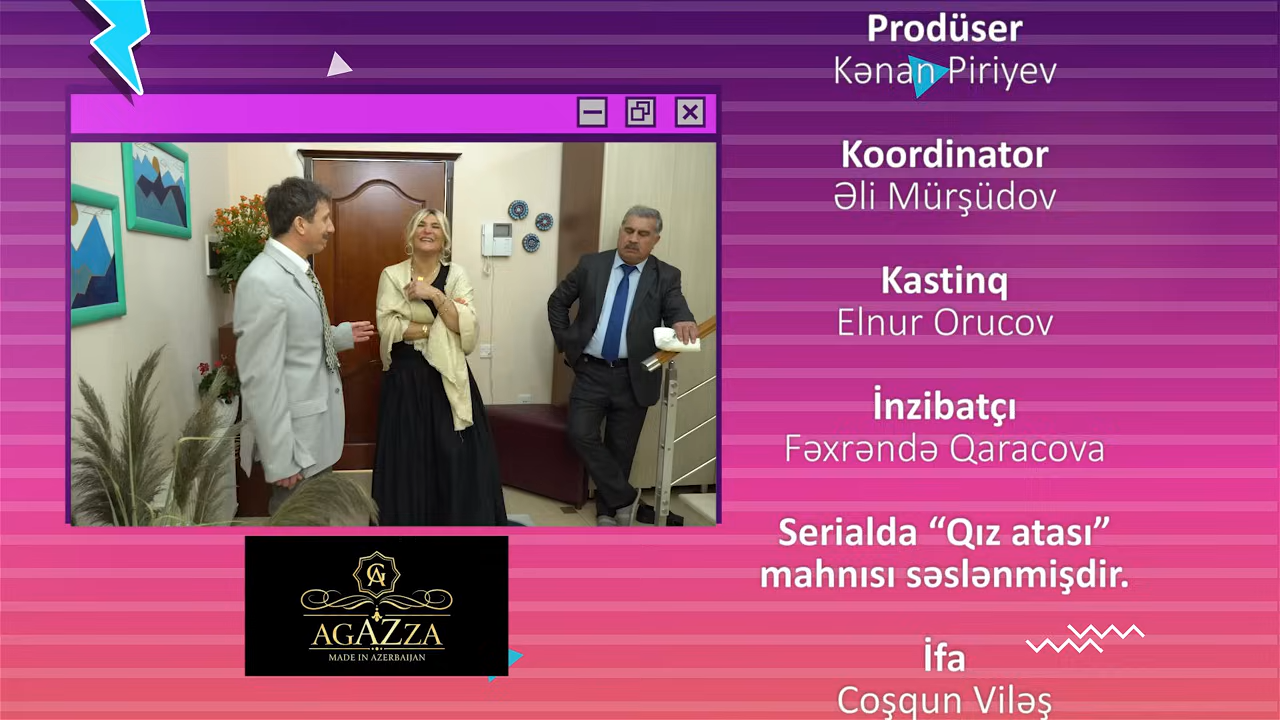 Prodüser
Kənan Piriyev
Koordinator
Əli Mürşüdov
Kastinq
Elnur Orucov
İnzibatçı
Fəxrəndə Qaracova
Serialda “Qız atası”
mahnısı səslənmişdir.
İfa
Coşqun Viləş
AGAZZA
MADE IN AZERBAIJAN